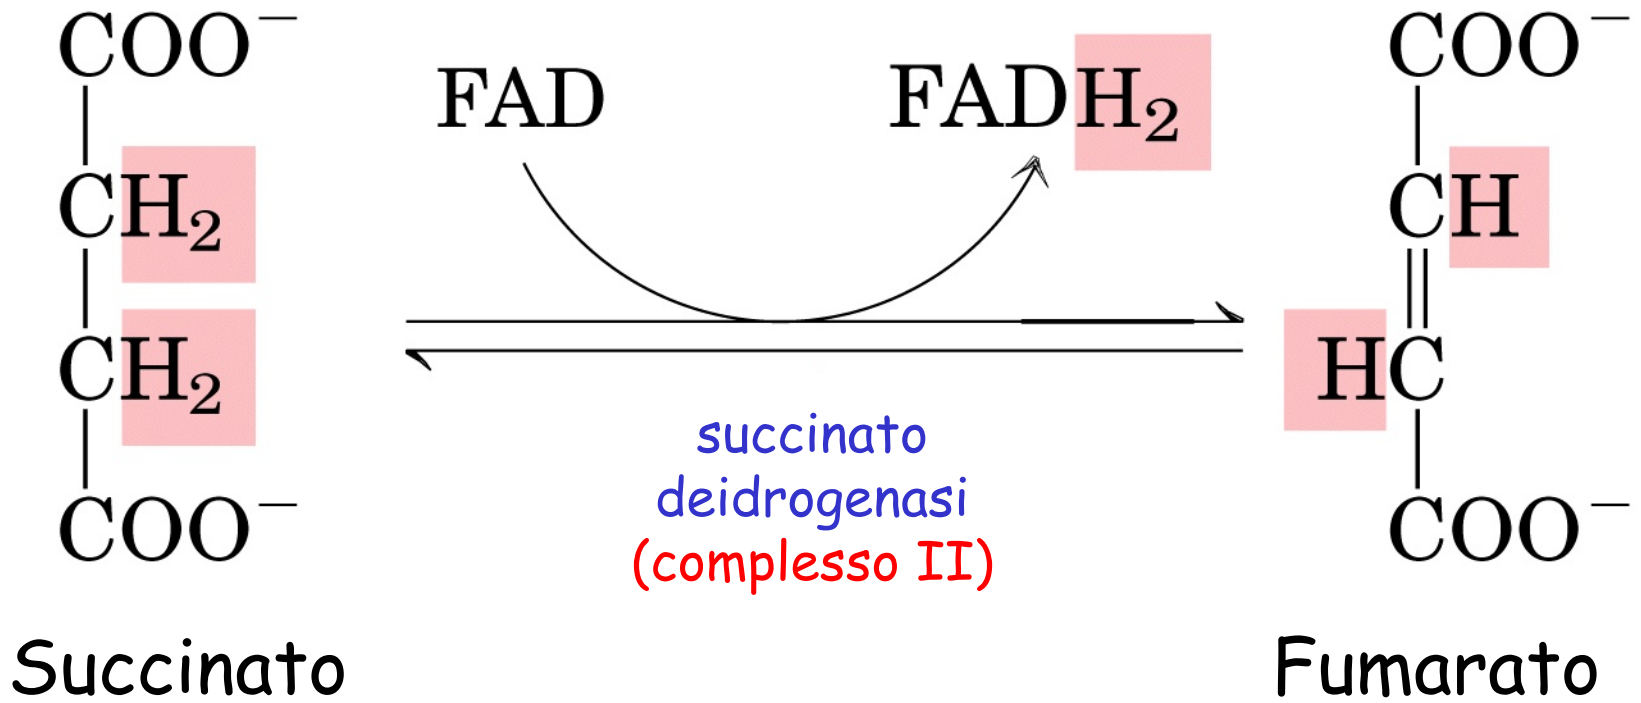 COO⁻
CH₂
CH₂
COO⁻
Succinato
FAD
FADH₂
succinato
deidrogenasi
(complesso II)
COO⁻
CH
HC
COO⁻
Fumarato